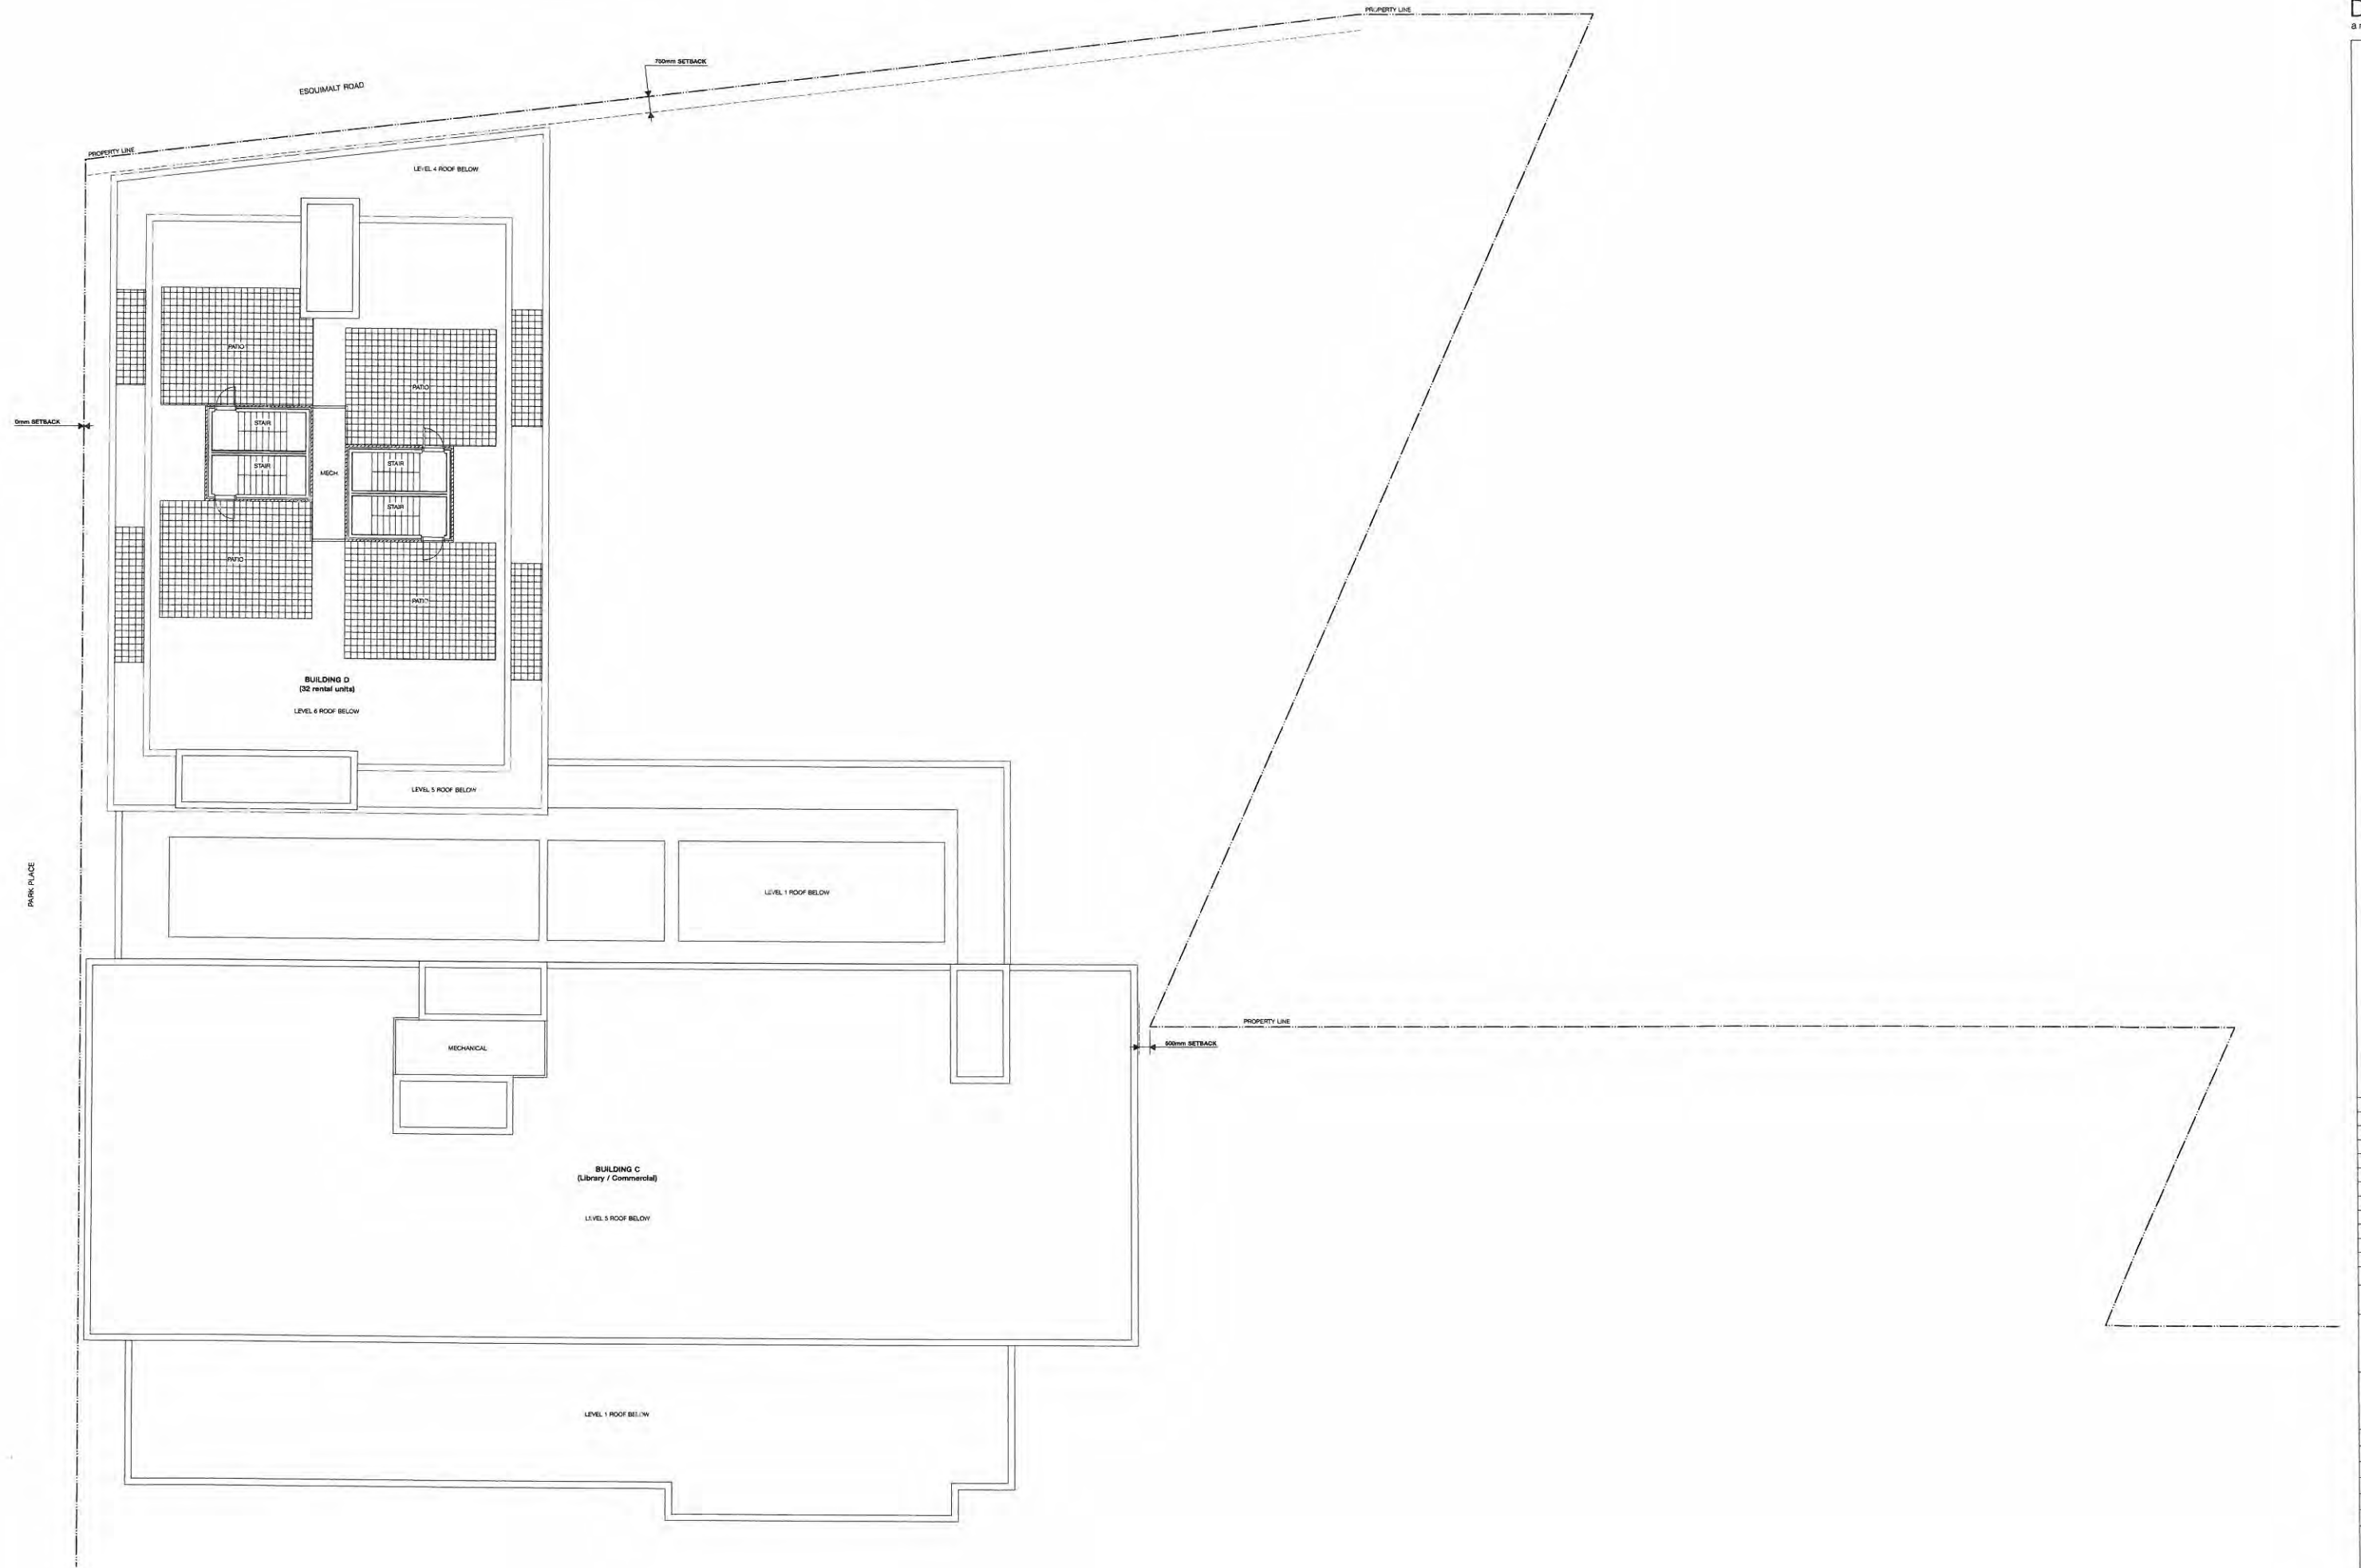 PROPERTY LINE
750mm SETBACK
ESQUIMALT ROAD
PROPERTY LINE
LEVEL 4 ROOF BELOW
PATIO
PATIO
0mm SETBACK
STAIR
STAIR
STAIR
MECH.
STAIR
PATIO
PATIO
BUILDING D
(32 rental units)
LEVEL 6 ROOF BELOW
LEVEL 5 ROOF BELOW
PARK PLACE
LEVEL 1 ROOF BELOW
PROPERTY LINE
500mm SETBACK
MECHANICAL
BUILDING C
(Library / Commercial)
LEVEL 5 ROOF BELOW
LEVEL 1 ROOF BELOW